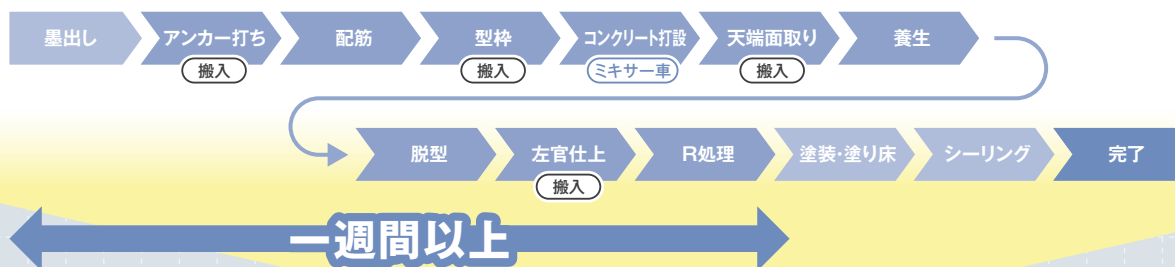 墨出し
アンカー打ち
配筋
型枠
コンクリート打設
天端面取り
養生
搬入
搬入
ミキサー車
搬入
脱型
左官仕上
R処理
塗装・塗り床
シーリング
完了
搬入
一週間以上